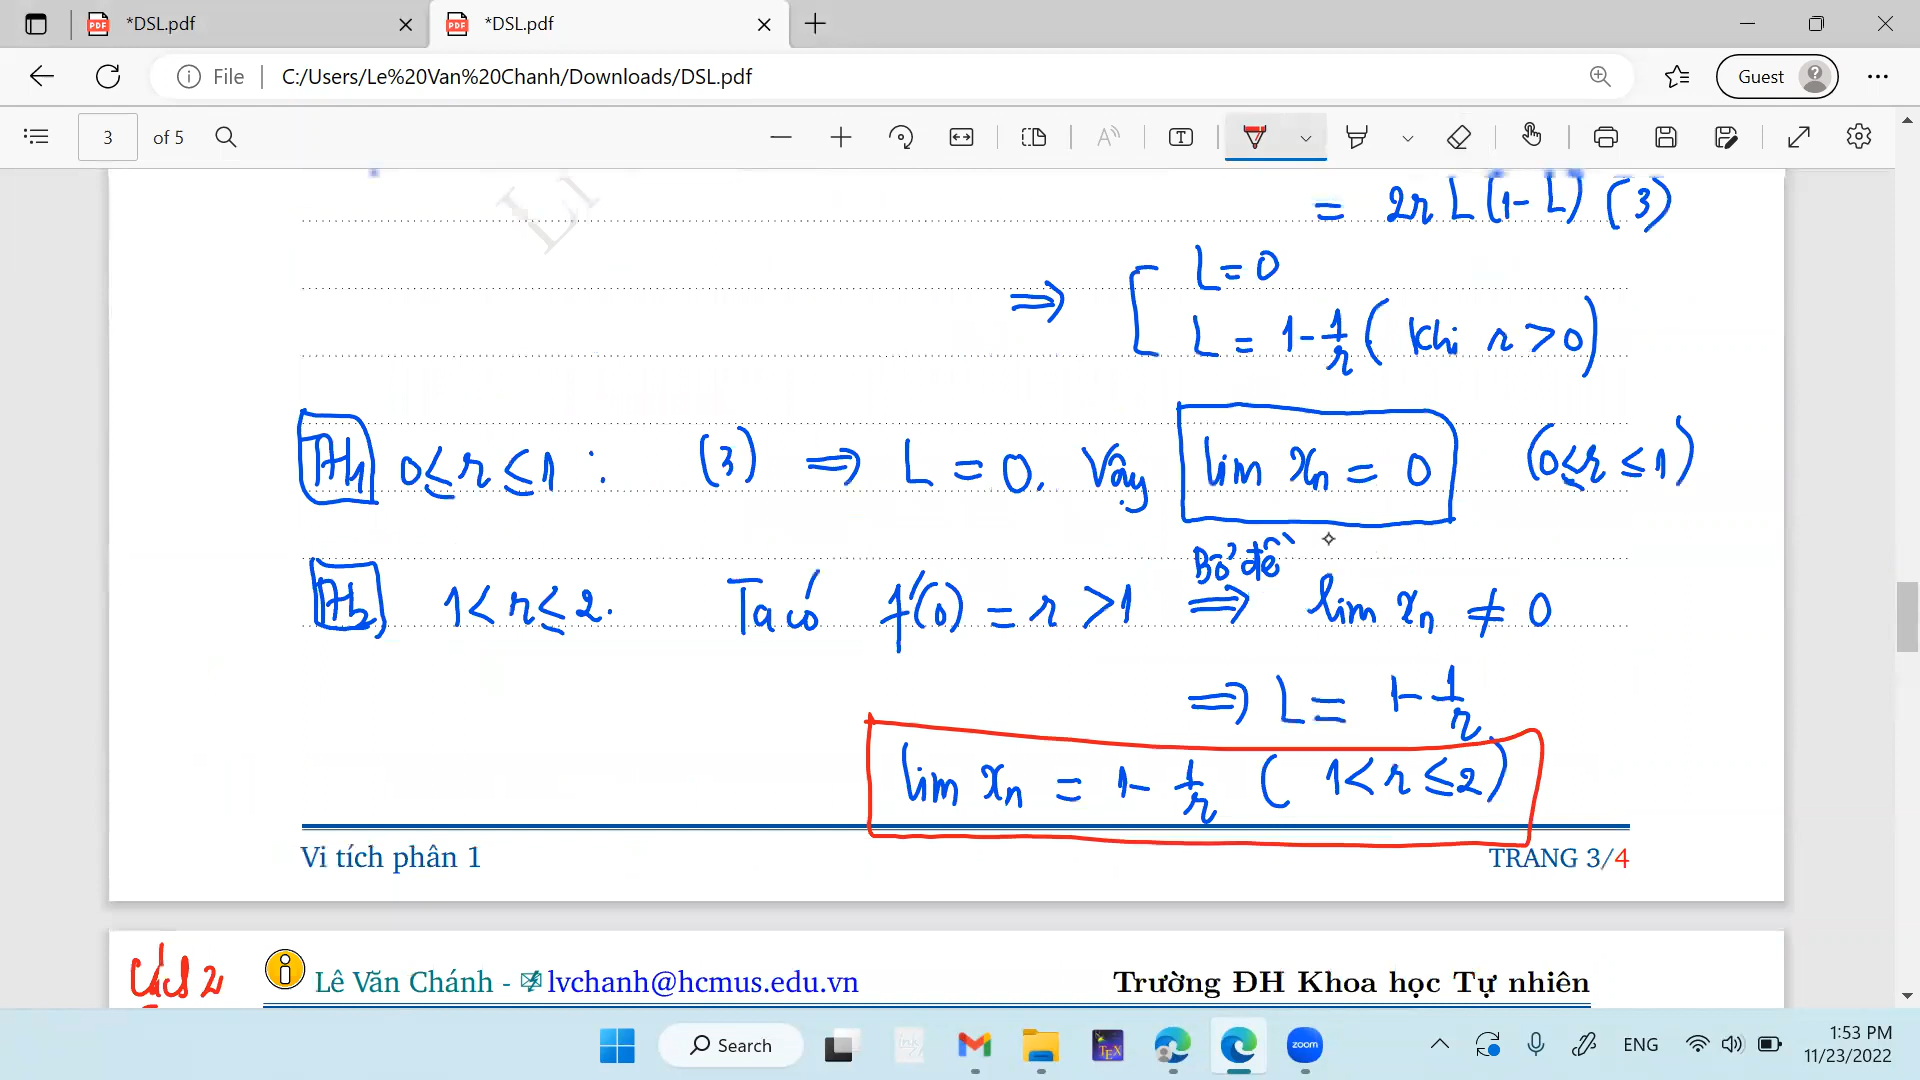 *DSL.pdf
*DSL.pdf
File
C:/Users/Le%20Van%20Chanh/Downloads/DSL.pdf
Guest
3 of 5
= 2r L(1-L) (3)
L = 0
⇒
L = 1 - 1/r (khi r > 0)
TH1 0 ≤ r ≤ 1 : (3) ⇒ L = 0. Vậy lim xn = 0 (0 ≤ r ≤ 1)
Bổ đề
TH2 1 < r ≤ 2. Ta có f'(0) = r > 1 ⇒ lim xn ≠ 0
⇒ L = 1 - 1/r
lim xn = 1 - 1/r ( 1 < r ≤ 2)
Vi tích phân 1
TRANG 3/4
Cách 2
Lê Văn Chánh - lvchanh@hcmus.edu.vn
Trường ĐH Khoa học Tự nhiên
Search
TEX
zoom
ENG
1:53 PM
11/23/2022